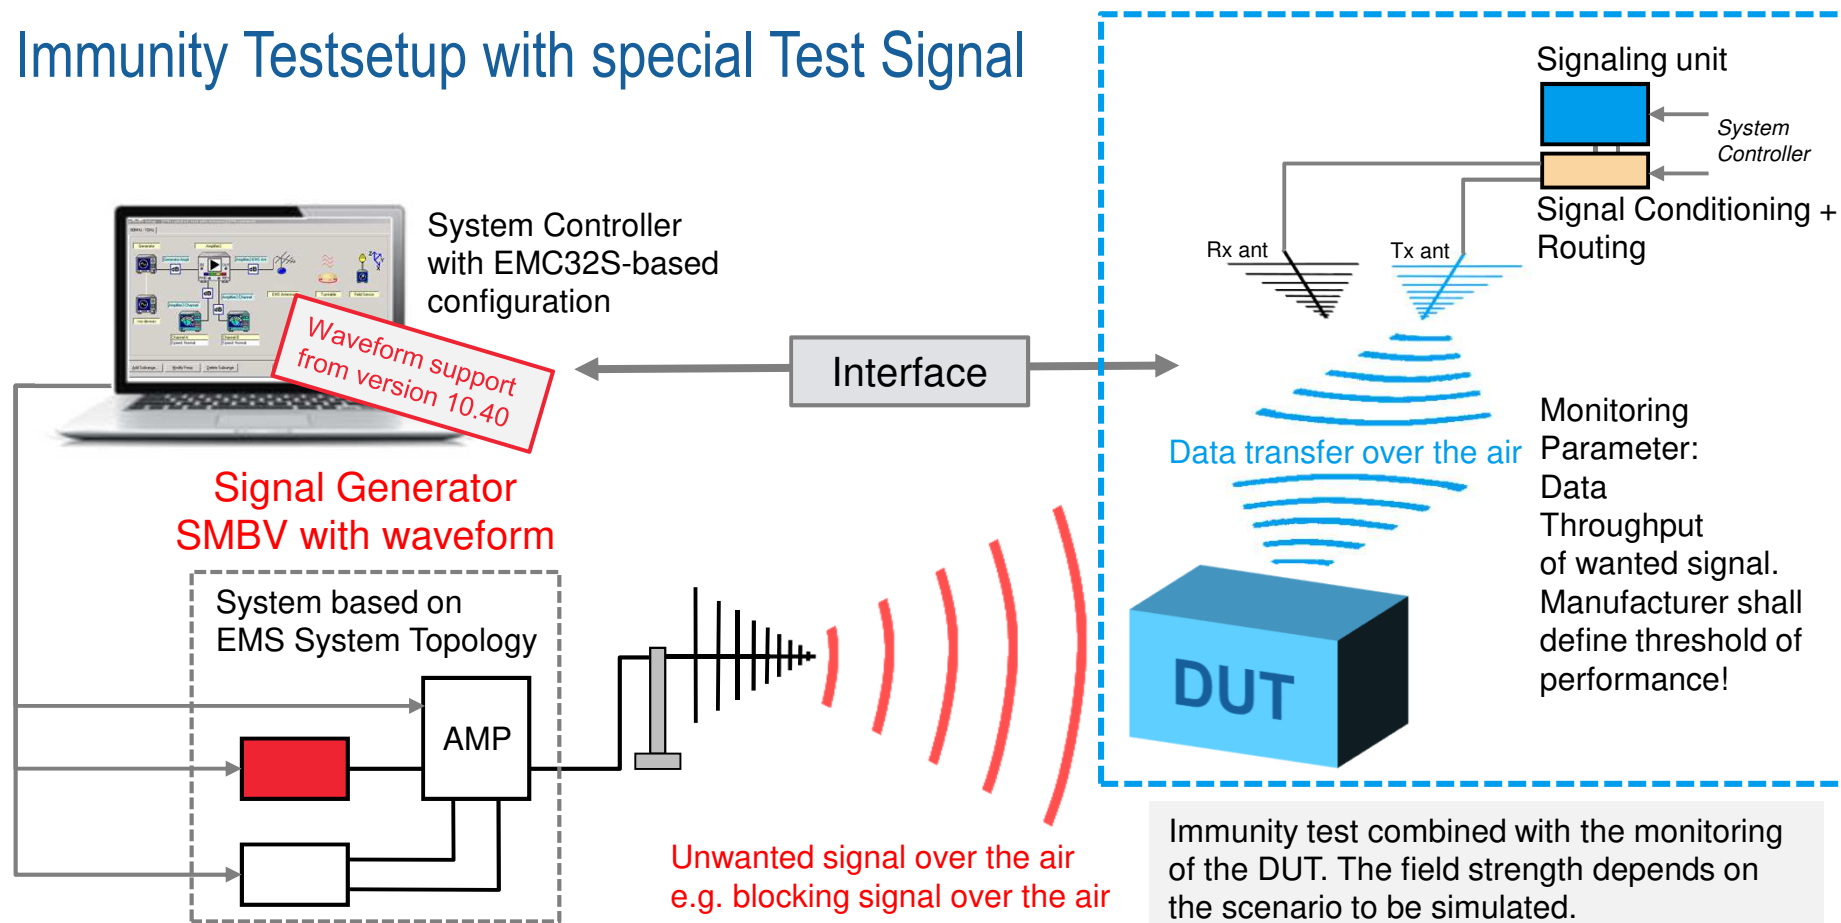 Immunity Testsetup with special Test Signal
System Controller
with EMC32S-based
configuration
Waveform support
from version 10.40
Interface
Signal Generator
SMBV with waveform
System based on
EMS System Topology
AMP
Unwanted signal over the air
e.g. blocking signal over the air
Signaling unit
System
Controller
Signal Conditioning +
Routing
Rx ant
Tx ant
Data transfer over the air
Monitoring
Parameter:
Data
Throughput
of wanted signal.
Manufacturer shall
define threshold of
performance!
DUT
Immunity test combined with the monitoring
of the DUT. The field strength depends on
the scenario to be simulated.